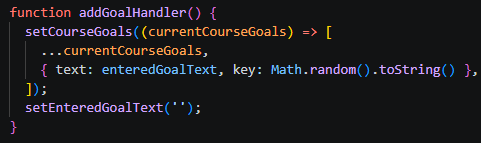 function addGoalHandler() {
  setCourseGoals((currentCourseGoals) => [
    ...currentCourseGoals,
    { text: enteredGoalText, key: Math.random().toString() },
  ]);
  setEnteredGoalText('');
}